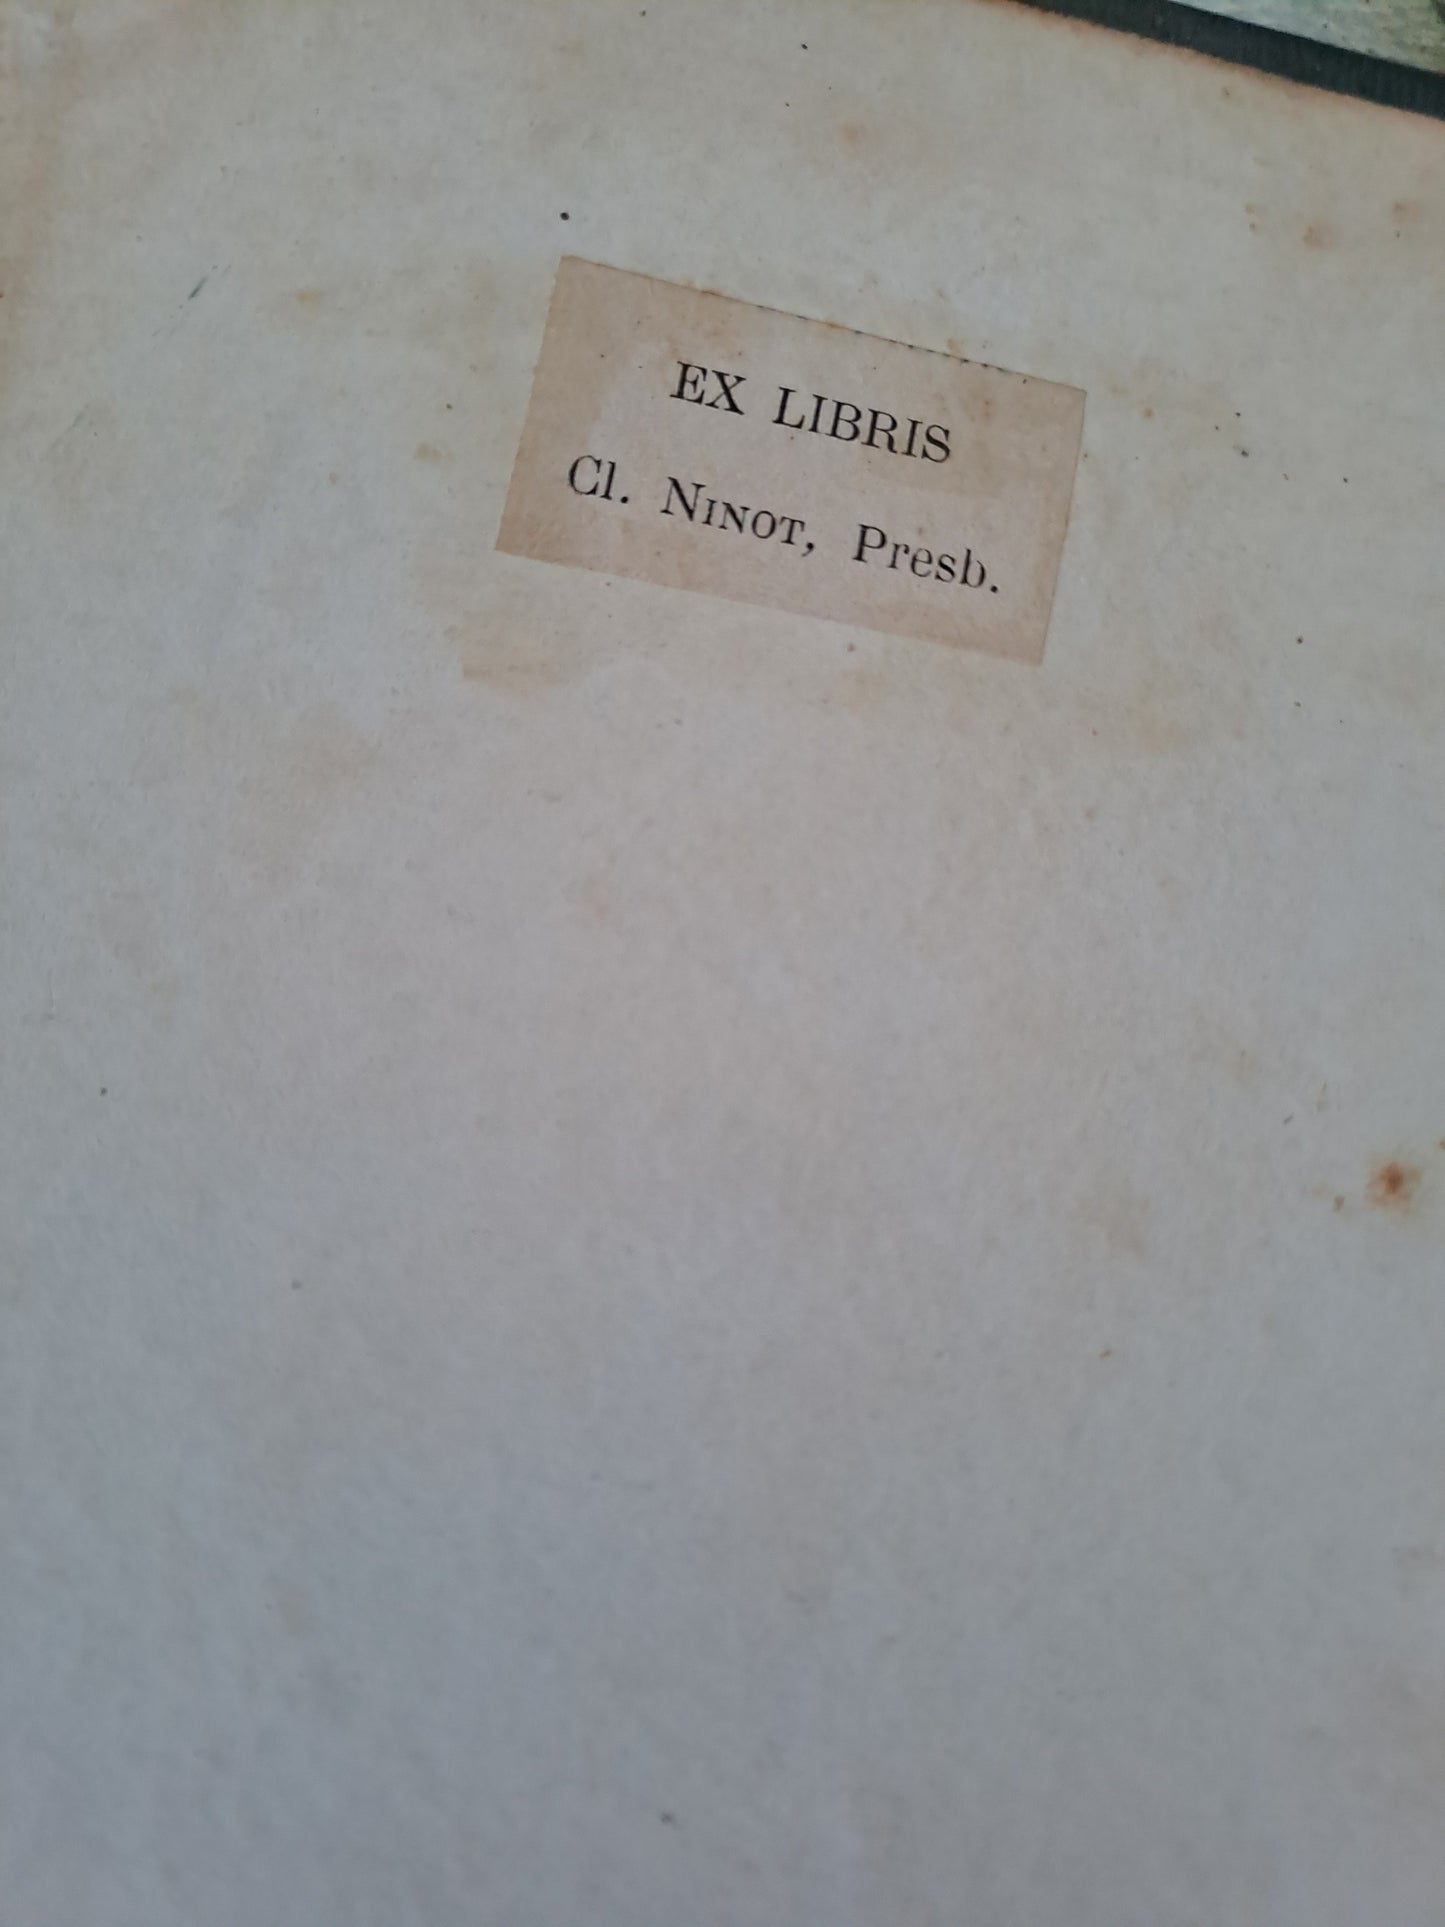 EX LIBRIS
Cl. NINOT, Presb.